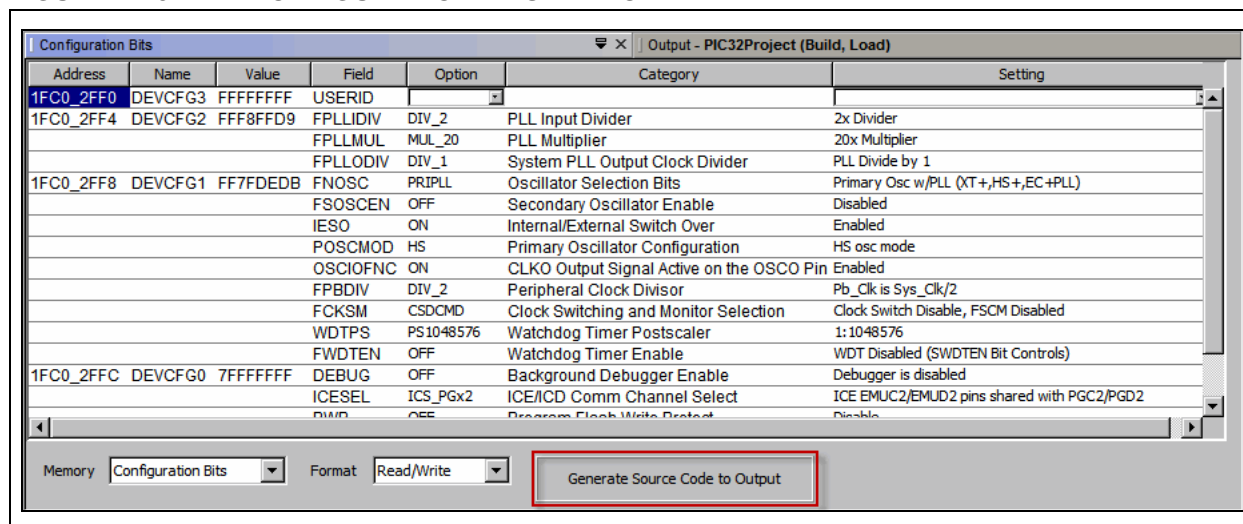 Configuration Bits Output - PIC32Project (Build, Load)
Address Name Value Field Option Category Setting
1FC0_2FF0 DEVCFG3 FFFFFFFF USERID
1FC0_2FF4 DEVCFG2 FFF8FFD9 FPLLIDIV DIV_2 PLL Input Divider 2x Divider
FPLLMUL MUL_20 PLL Multiplier 20x Multiplier
FPLLODIV DIV_1 System PLL Output Clock Divider PLL Divide by 1
1FC0_2FF8 DEVCFG1 FF7FDEDB FNOSC PRIPLL Oscillator Selection Bits Primary Osc w/PLL (XT+,HS+,EC+PLL)
FSOSCEN OFF Secondary Oscillator Enable Disabled
IESO ON Internal/External Switch Over Enabled
POSCMOD HS Primary Oscillator Configuration HS osc mode
OSCIOFNC ON CLKO Output Signal Active on the OSCO Pin Enabled
FPBDIV DIV_2 Peripheral Clock Divisor Pb_Clk is Sys_Clk/2
FCKSM CSDCMD Clock Switching and Monitor Selection Clock Switch Disable, FSCM Disabled
WDTPS PS1048576 Watchdog Timer Postscaler 1:1048576
FWDTEN OFF Watchdog Timer Enable WDT Disabled (SWDTEN Bit Controls)
1FC0_2FFC DEVCFG0 7FFFFFFF DEBUG OFF Background Debugger Enable Debugger is disabled
ICESEL ICS_PGx2 ICE/ICD Comm Channel Select ICE EMUC2/EMUD2 pins shared with PGC2/PGD2
PWP OFF Program Flash Write Protect Disable
Memory Configuration Bits Format Read/Write Generate Source Code to Output